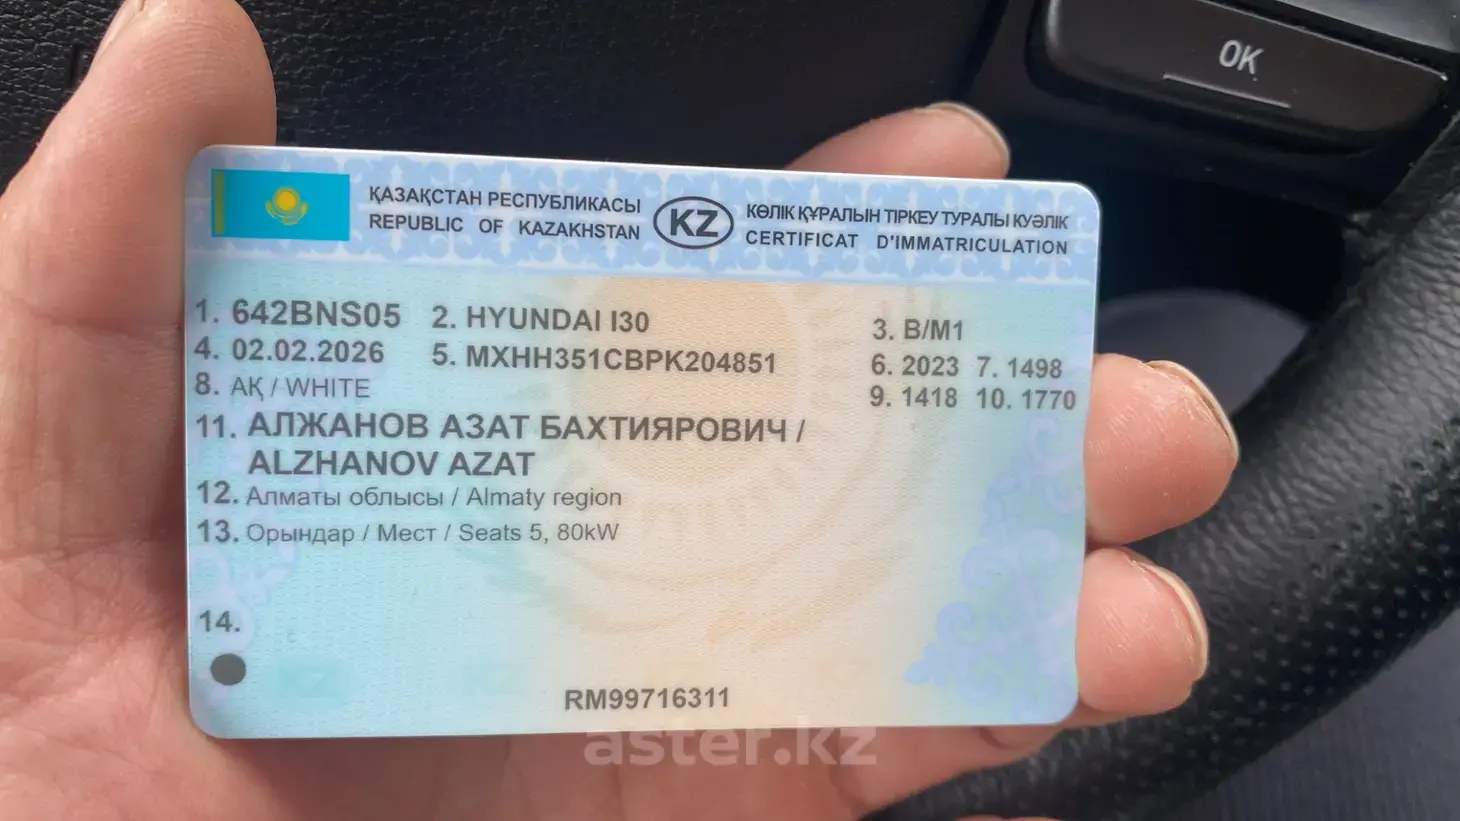 OK
ҚАЗАҚСТАН РЕСПУБЛИКАСЫ
REPUBLIC OF KAZAKHSTAN
KZ
КӨЛІК ҚҰРАЛЫН ТІРКЕУ ТУРАЛЫ КУӘЛІК
CERTIFICAT D'IMMATRICULATION
1. 642BNS05 2. HYUNDAI I30 3. B/M1
4. 02.02.2026 5. MXHH351CBPK204851 6. 2023 7. 1498
8. АҚ / WHITE 9. 1418 10. 1770
11. АЛЖАНОВ АЗАТ БАХТИЯРОВИЧ /
ALZHANOV AZAT
12. Алматы облысы / Almaty region
13. Орындар / Мест / Seats 5, 80kW
14.
RM99716311
aster.kz